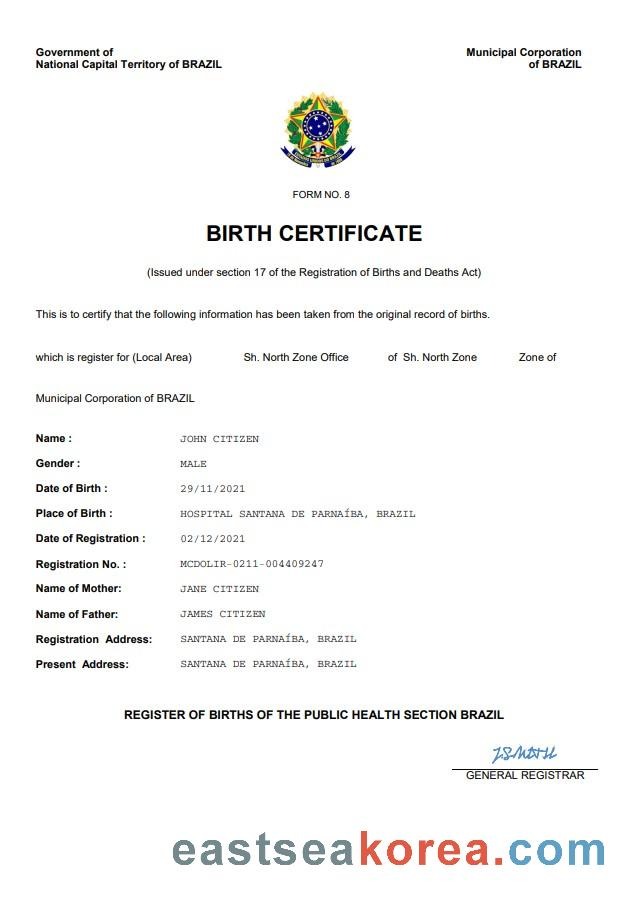 Government of
National Capital Territory of BRAZIL
Municipal Corporation
of BRAZIL
FORM NO. 8
BIRTH CERTIFICATE
(Issued under section 17 of the Registration of Births and Deaths Act)
This is to certify that the following information has been taken from the original record of births.
which is register for (Local Area) Sh. North Zone Office of Sh. North Zone Zone of
Municipal Corporation of BRAZIL
Name : JOHN CITIZEN
Gender : MALE
Date of Birth : 29/11/2021
Place of Birth : HOSPITAL SANTANA DE PARNAÍBA, BRAZIL
Date of Registration : 02/12/2021
Registration No. : MCDOLIR-0211-004409247
Name of Mother: JANE CITIZEN
Name of Father: JAMES CITIZEN
Registration Address: SANTANA DE PARNAÍBA, BRAZIL
Present Address: SANTANA DE PARNAÍBA, BRAZIL
REGISTER OF BIRTHS OF THE PUBLIC HEALTH SECTION BRAZIL
GENERAL REGISTRAR
eastseakorea.com